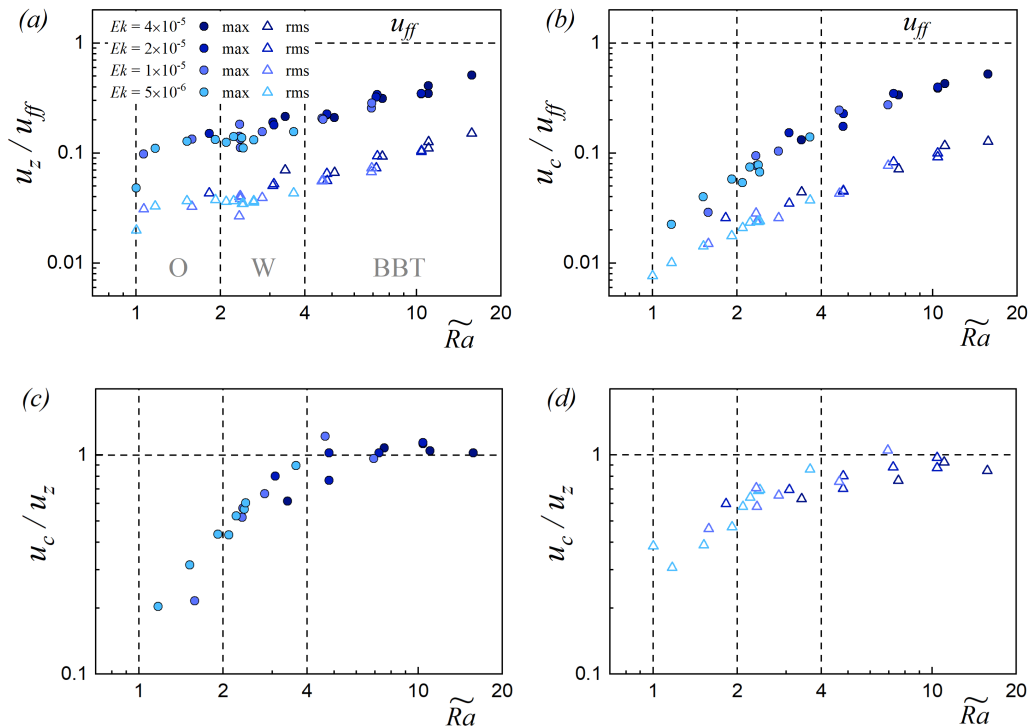 (a)
u_ff
Ek = 4×10⁻⁵ max rms
Ek = 2×10⁻⁵ max rms
Ek = 1×10⁻⁵ max rms
Ek = 5×10⁻⁶ max rms
1
0.1
0.01
u_z / u_ff
O W BBT
1 2 4 10 20
R̃a
(b)
u_ff
1
0.1
0.01
u_c / u_ff
1 2 4 10 20
R̃a
(c)
1
0.1
u_c / u_z
1 2 4 10 20
R̃a
(d)
1
0.1
u_c / u_z
1 2 4 10 20
R̃a